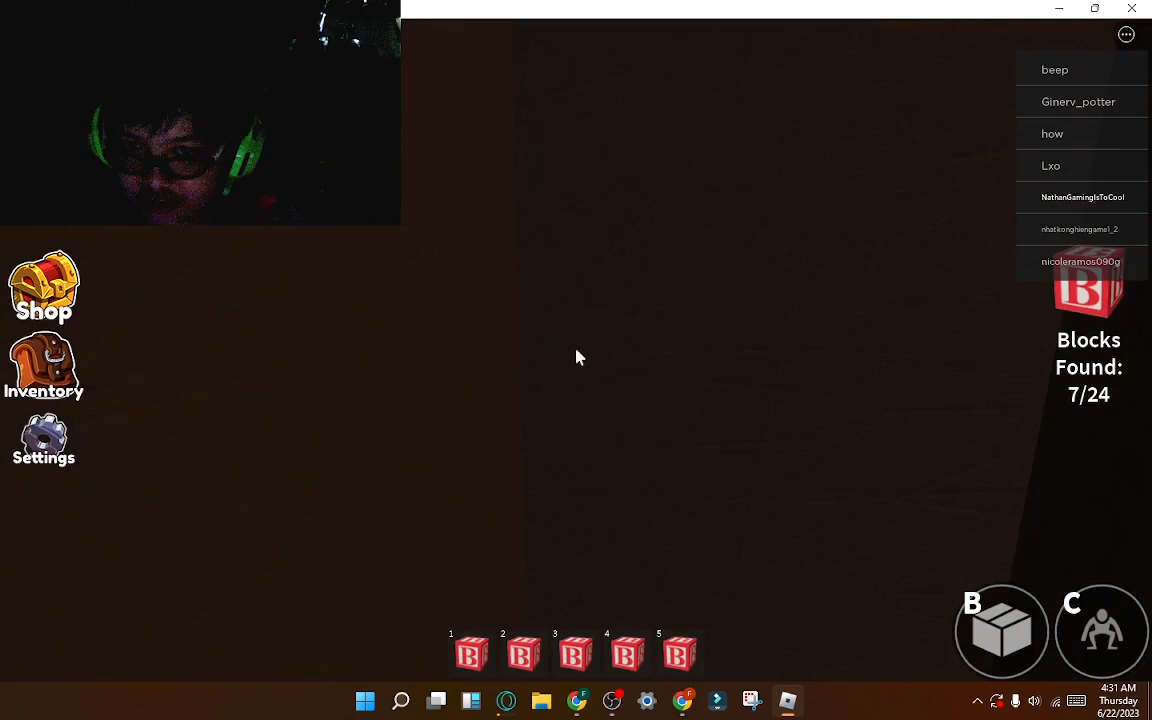 beep
Ginerv_potter
how
Lxo
NathanGamingIsToCool
nhatkonghiengame1_2
nicoleramos090g
Shop
B
Blocks
Found:
7/24
Inventory
Settings
B
C
1
2
3
4
5
B
B
B
B
B
F
F
4:31 AM
Thursday
6/22/2023